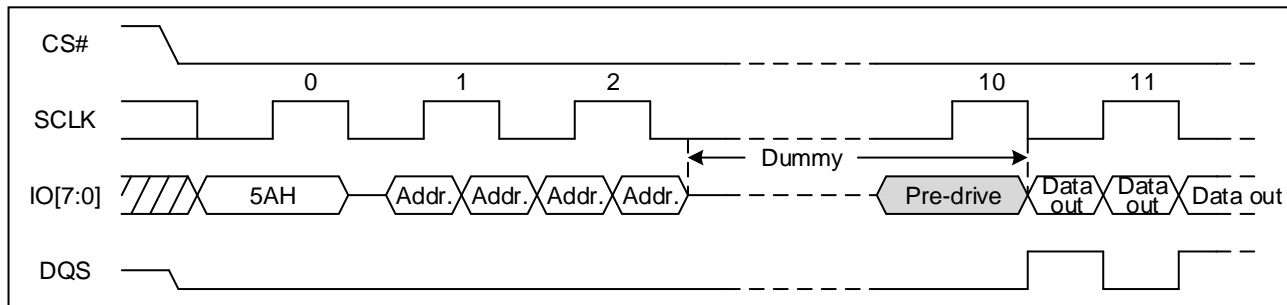 CS#
0 1 2 10 11
SCLK
Dummy
IO[7:0] 5AH Addr. Addr. Addr. Addr. Pre-drive Data out Data out Data out
DQS